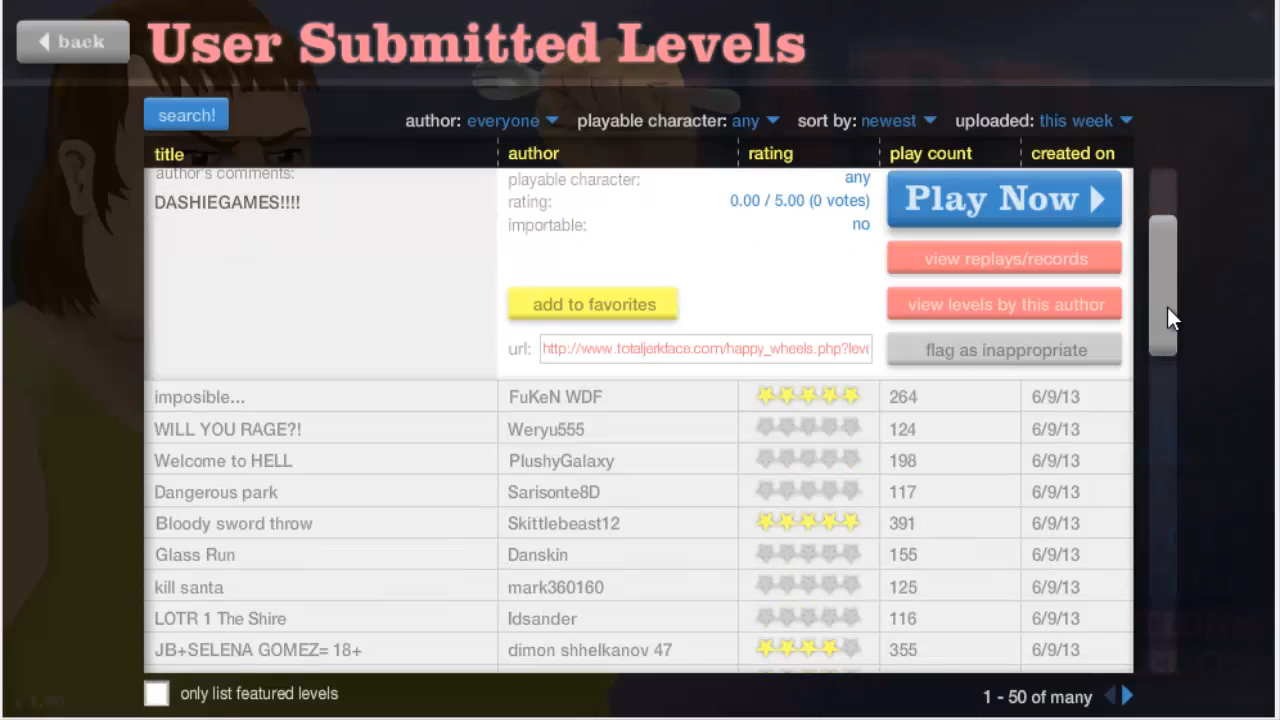 back
User Submitted Levels
search!
author: everyone playable character: any sort by: newest uploaded: this week
title author rating play count created on
author's comments:
DASHIEGAMES!!!!
playable character: any
rating: 0.00 / 5.00 (0 votes)
importable: no
Play Now
view replays/records
add to favorites
view levels by this author
url: http://www.totaljerkface.com/happy_wheels.php?lev
flag as inappropriate
imposible... FuKeN WDF 264 6/9/13
WILL YOU RAGE?! Weryu555 124 6/9/13
Welcome to HELL PlushyGalaxy 198 6/9/13
Dangerous park Sarisonte8D 117 6/9/13
Bloody sword throw Skittlebeast12 391 6/9/13
Glass Run Danskin 155 6/9/13
kill santa mark360160 125 6/9/13
LOTR 1 The Shire Idsander 116 6/9/13
JB+SELENA GOMEZ= 18+ dimon shhelkanov 47 355 6/9/13
only list featured levels
1 - 50 of many